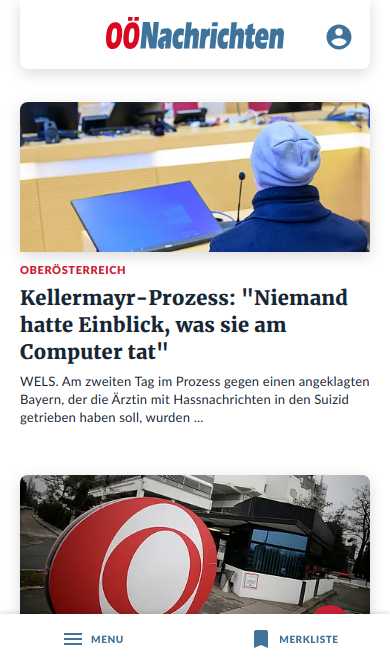 OÖNachrichten
OBERÖSTERREICH
Kellermayr-Prozess: "Niemand
hatte Einblick, was sie am
Computer tat"
WELS. Am zweiten Tag im Prozess gegen einen angeklagten
Bayern, der die Ärztin mit Hassnachrichten in den Suizid
getrieben haben soll, wurden ...
MENU
MERKLISTE